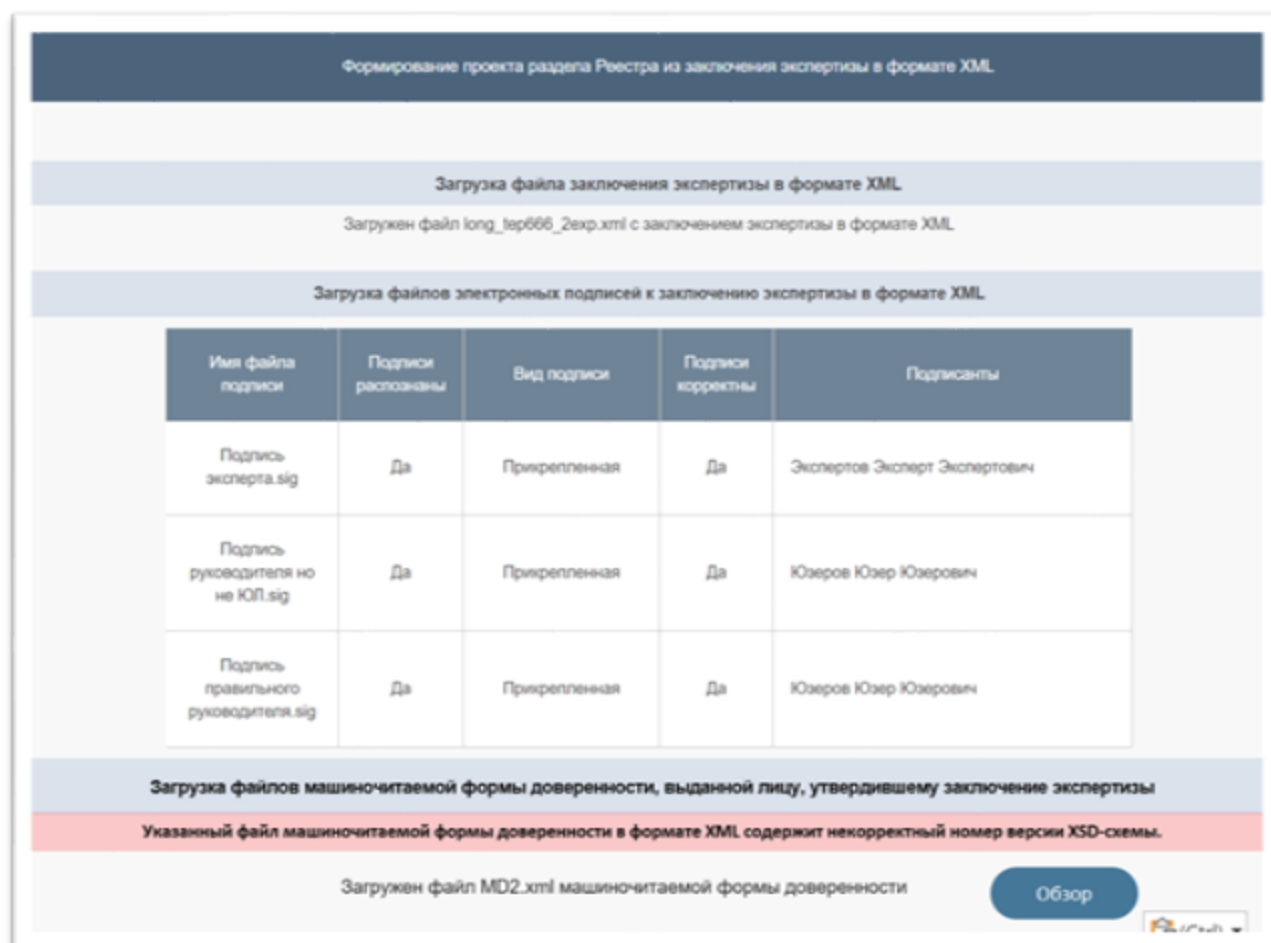 Формирование проекта раздела Реестра из заключения экспертизы в формате XML
Загрузка файла заключения экспертизы в формате XML
Загружен файл long_tep666_2exp.xml с заключением экспертизы в формате XML
Загрузка файлов электронных подписей к заключению экспертизы в формате XML
Имя файла
подписи
Подписи
распознаны
Вид подписи
Подписи
корректны
Подписанты
Подпись
эксперта.sig
Да
Прикрепленная
Да
Экспертов Эксперт Экспертович
Подпись
руководителя но
не ЮЛ.sig
Да
Прикрепленная
Да
Юзеров Юзер Юзерович
Подпись
правильного
руководителя.sig
Да
Прикрепленная
Да
Юзеров Юзер Юзерович
Загрузка файлов машиночитаемой формы доверенности, выданной лицу, утвердившему заключение экспертизы
Указанный файл машиночитаемой формы доверенности в формате XML содержит некорректный номер версии XSD-схемы.
Загружен файл MD2.xml машиночитаемой формы доверенности
Обзор
(Ctrl)